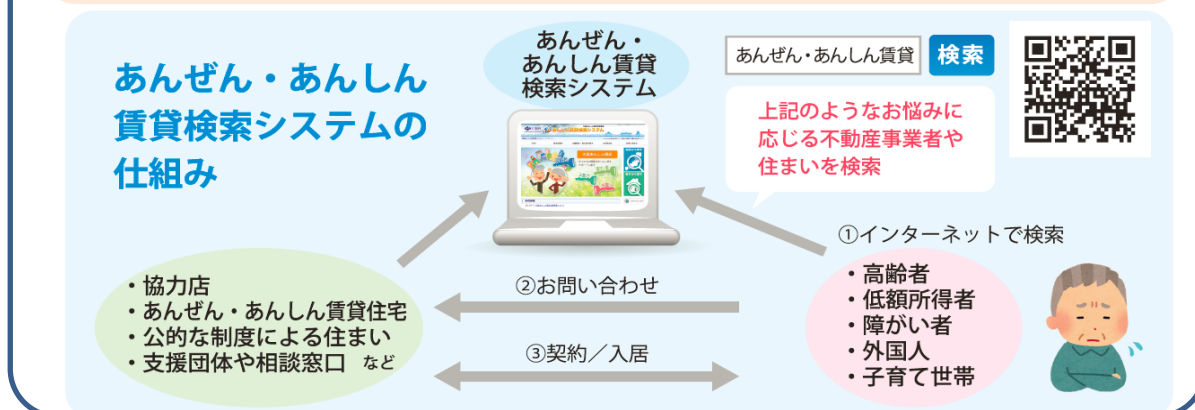 あんぜん・あんしん
賃貸検索システムの
仕組み
あんぜん・
あんしん賃貸
検索システム
あんぜん・あんしん賃貸
検索
上記のようなお悩みに
応じる不動産事業者や
住まいを検索
①インターネットで検索
・協力店
・あんぜん・あんしん賃貸住宅
・公的な制度による住まい
・支援団体や相談窓口 など
②お問い合わせ
③契約／入居
・高齢者
・低額所得者
・障がい者
・外国人
・子育て世帯